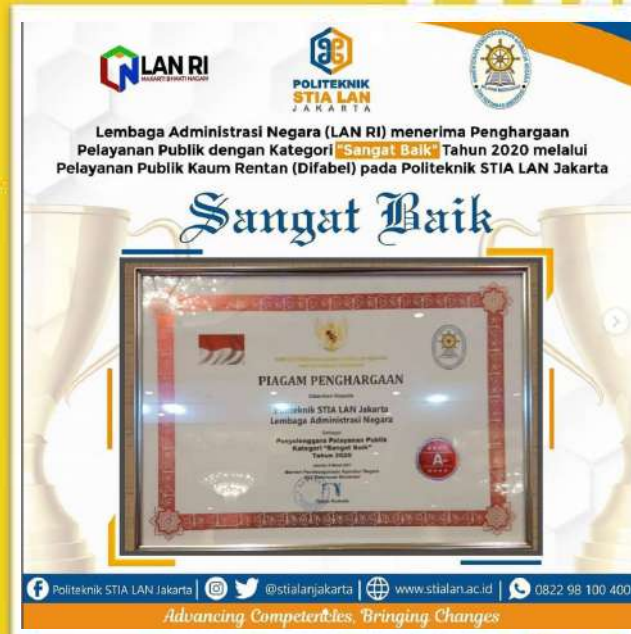 LAN RI
MAKARTI BHAKTI NAGARI
POLITEKNIK
STIA LAN
JAKARTA
Lembaga Administrasi Negara (LAN RI) menerima Penghargaan
Pelayanan Publik dengan Kategori "Sangat Baik" Tahun 2020 melalui
Pelayanan Publik Kaum Rentan (Difabel) pada Politeknik STIA LAN Jakarta
Sangat Baik
PIAGAM PENGHARGAAN
Politeknik STIA LAN Jakarta
Lembaga Administrasi Negara
Penyelenggara Pelayanan Publik
Kategori "Sangat Baik"
Tahun 2020
A-
Politeknik STIA LAN Jakarta
@stialanjakarta
www.stialan.ac.id
0822 98 100 400
Advancing Competencies, Bringing Changes